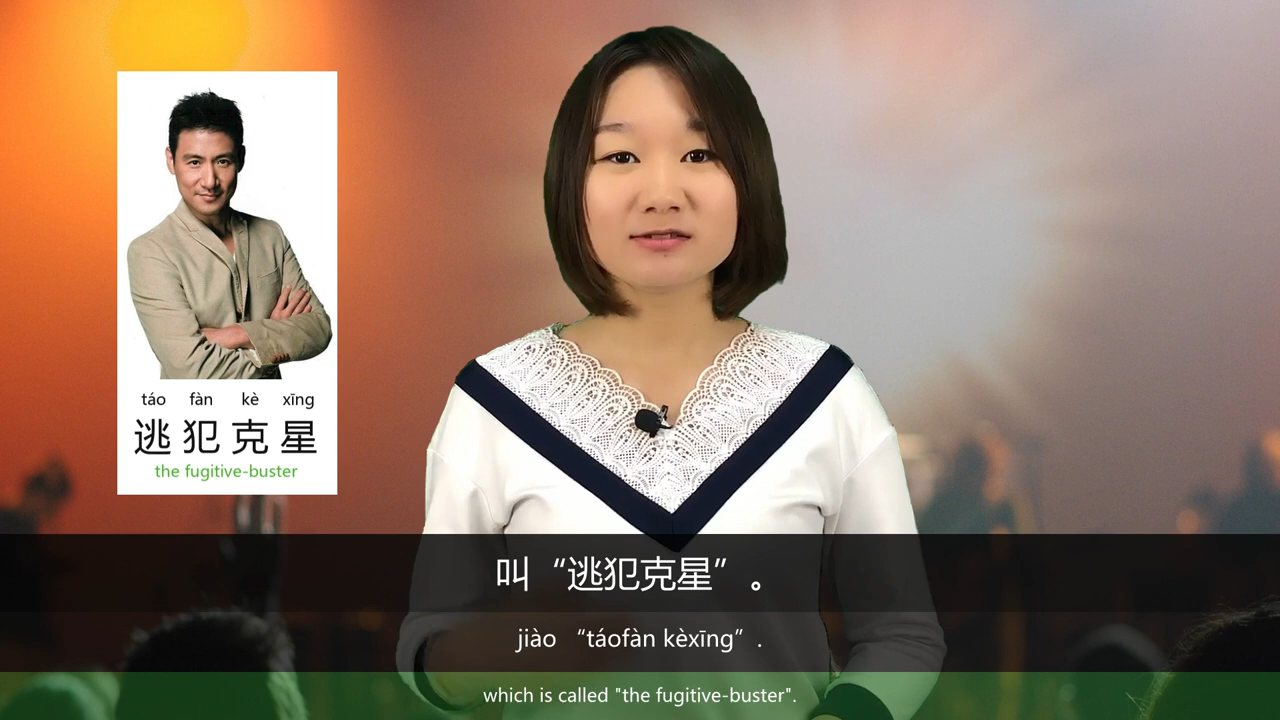 táo fàn kè xīng
逃犯克星
the fugitive-buster
叫“逃犯克星”。
jiào “táofàn kèxīng”.
which is called "the fugitive-buster".